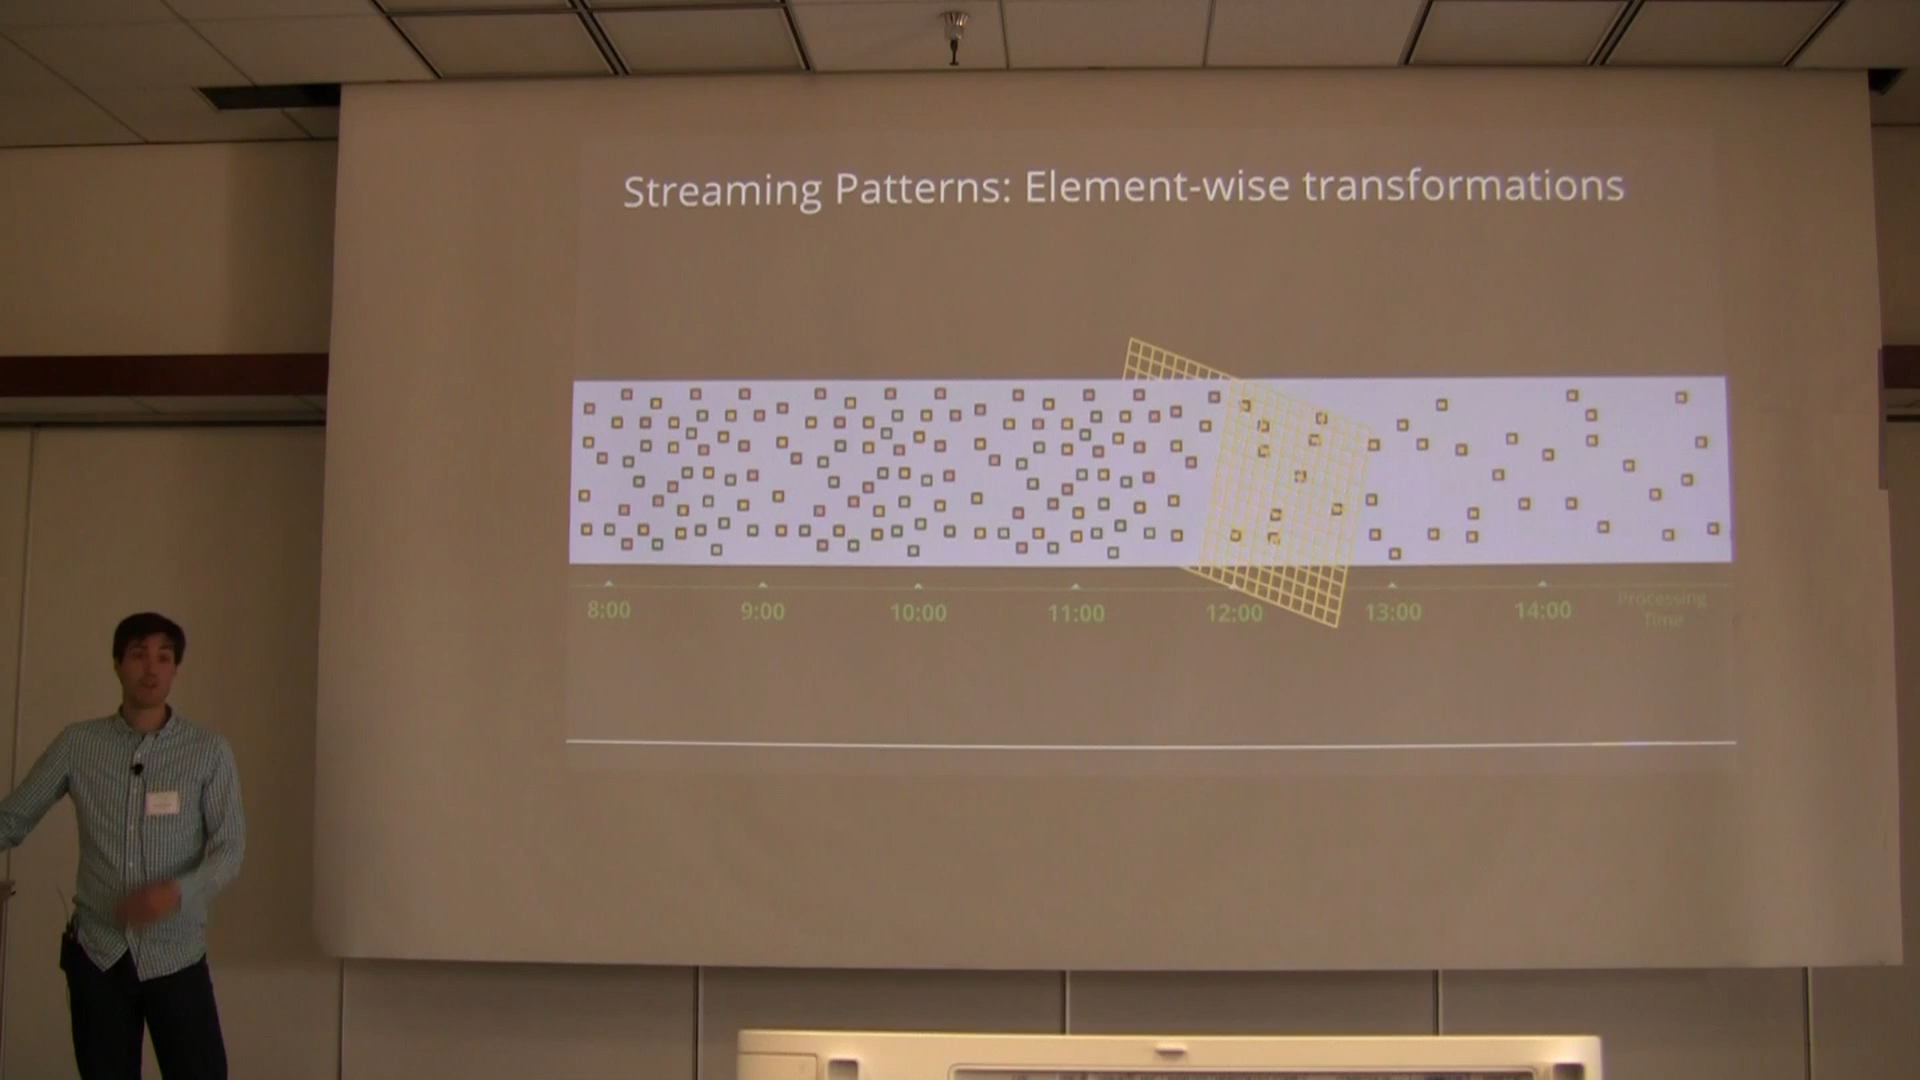 Streaming Patterns: Element-wise transformations
8:00
9:00
10:00
11:00
12:00
13:00
14:00
Processing
Time